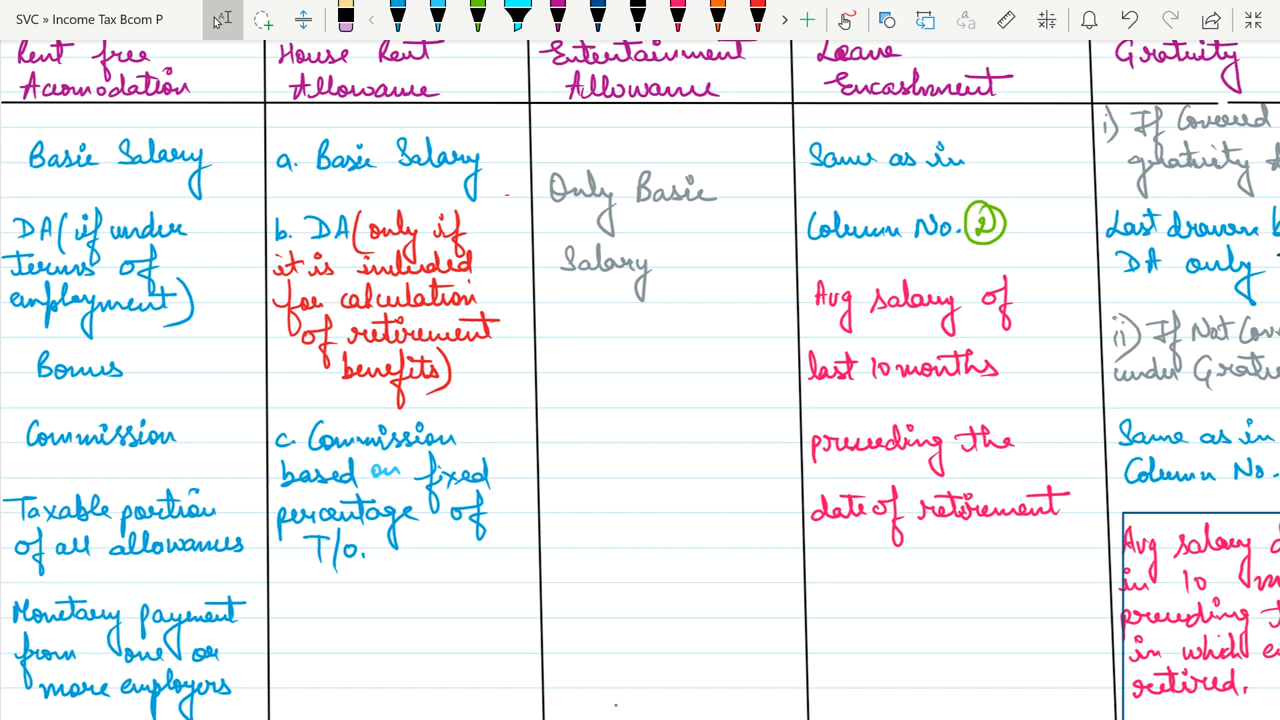 SVC » Income Tax Bcom P
Rent free
Acomodation
House Rent
Allowance
Entertainment
Allowance
Leave
Encashment
Gratuity
Basic Salary
DA (if under
terms of
employment)
Bonus
Commission
Taxable portion
of all allowances
Monetary payment
from one or
more employers
a. Basic Salary
b. DA (only if
it is included
for calculation
of retirement
benefits)
c. Commission
based on fixed
percentage of
T/O.
Only Basic
Salary
Same as in
Column No. 2
Avg salary of
last 10 months
preceding the
date of retirement
i) If Covered
gratuity
Last drawn
DA only
ii) If Not
under
Same as in
Column No.
Avg salary
in 10
preceding
in which
retired.